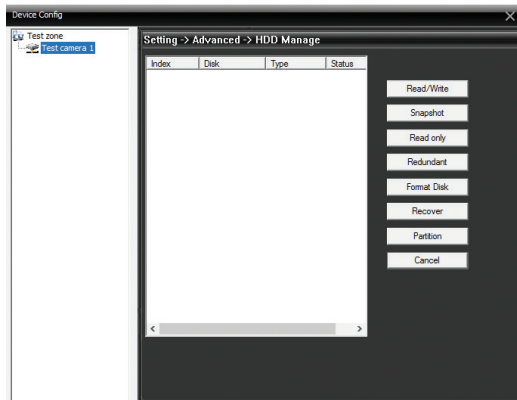 Device Config
Test zone
Test camera 1
Setting -> Advanced -> HDD Manage
Index Disk Type Status
Read/Write
Snapshot
Read only
Redundant
Format Disk
Recover
Partition
Cancel